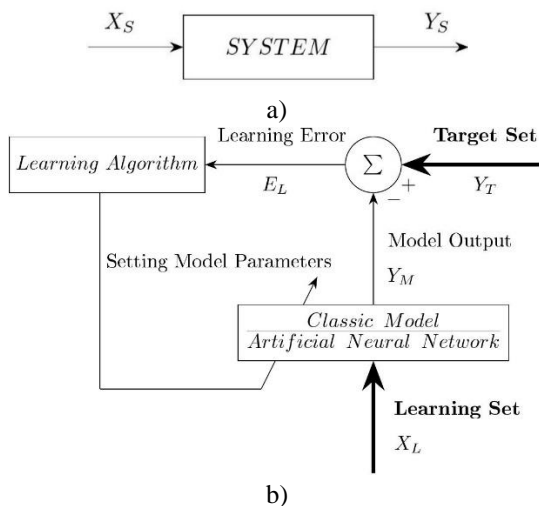 X_S
SYSTEM
Y_S
a)
Learning Error
Target Set
Learning Algorithm
Σ
E_L
+
−
Y_T
Model Output
Setting Model Parameters
Y_M
Classic Model
Artificial Neural Network
Learning Set
X_L
b)